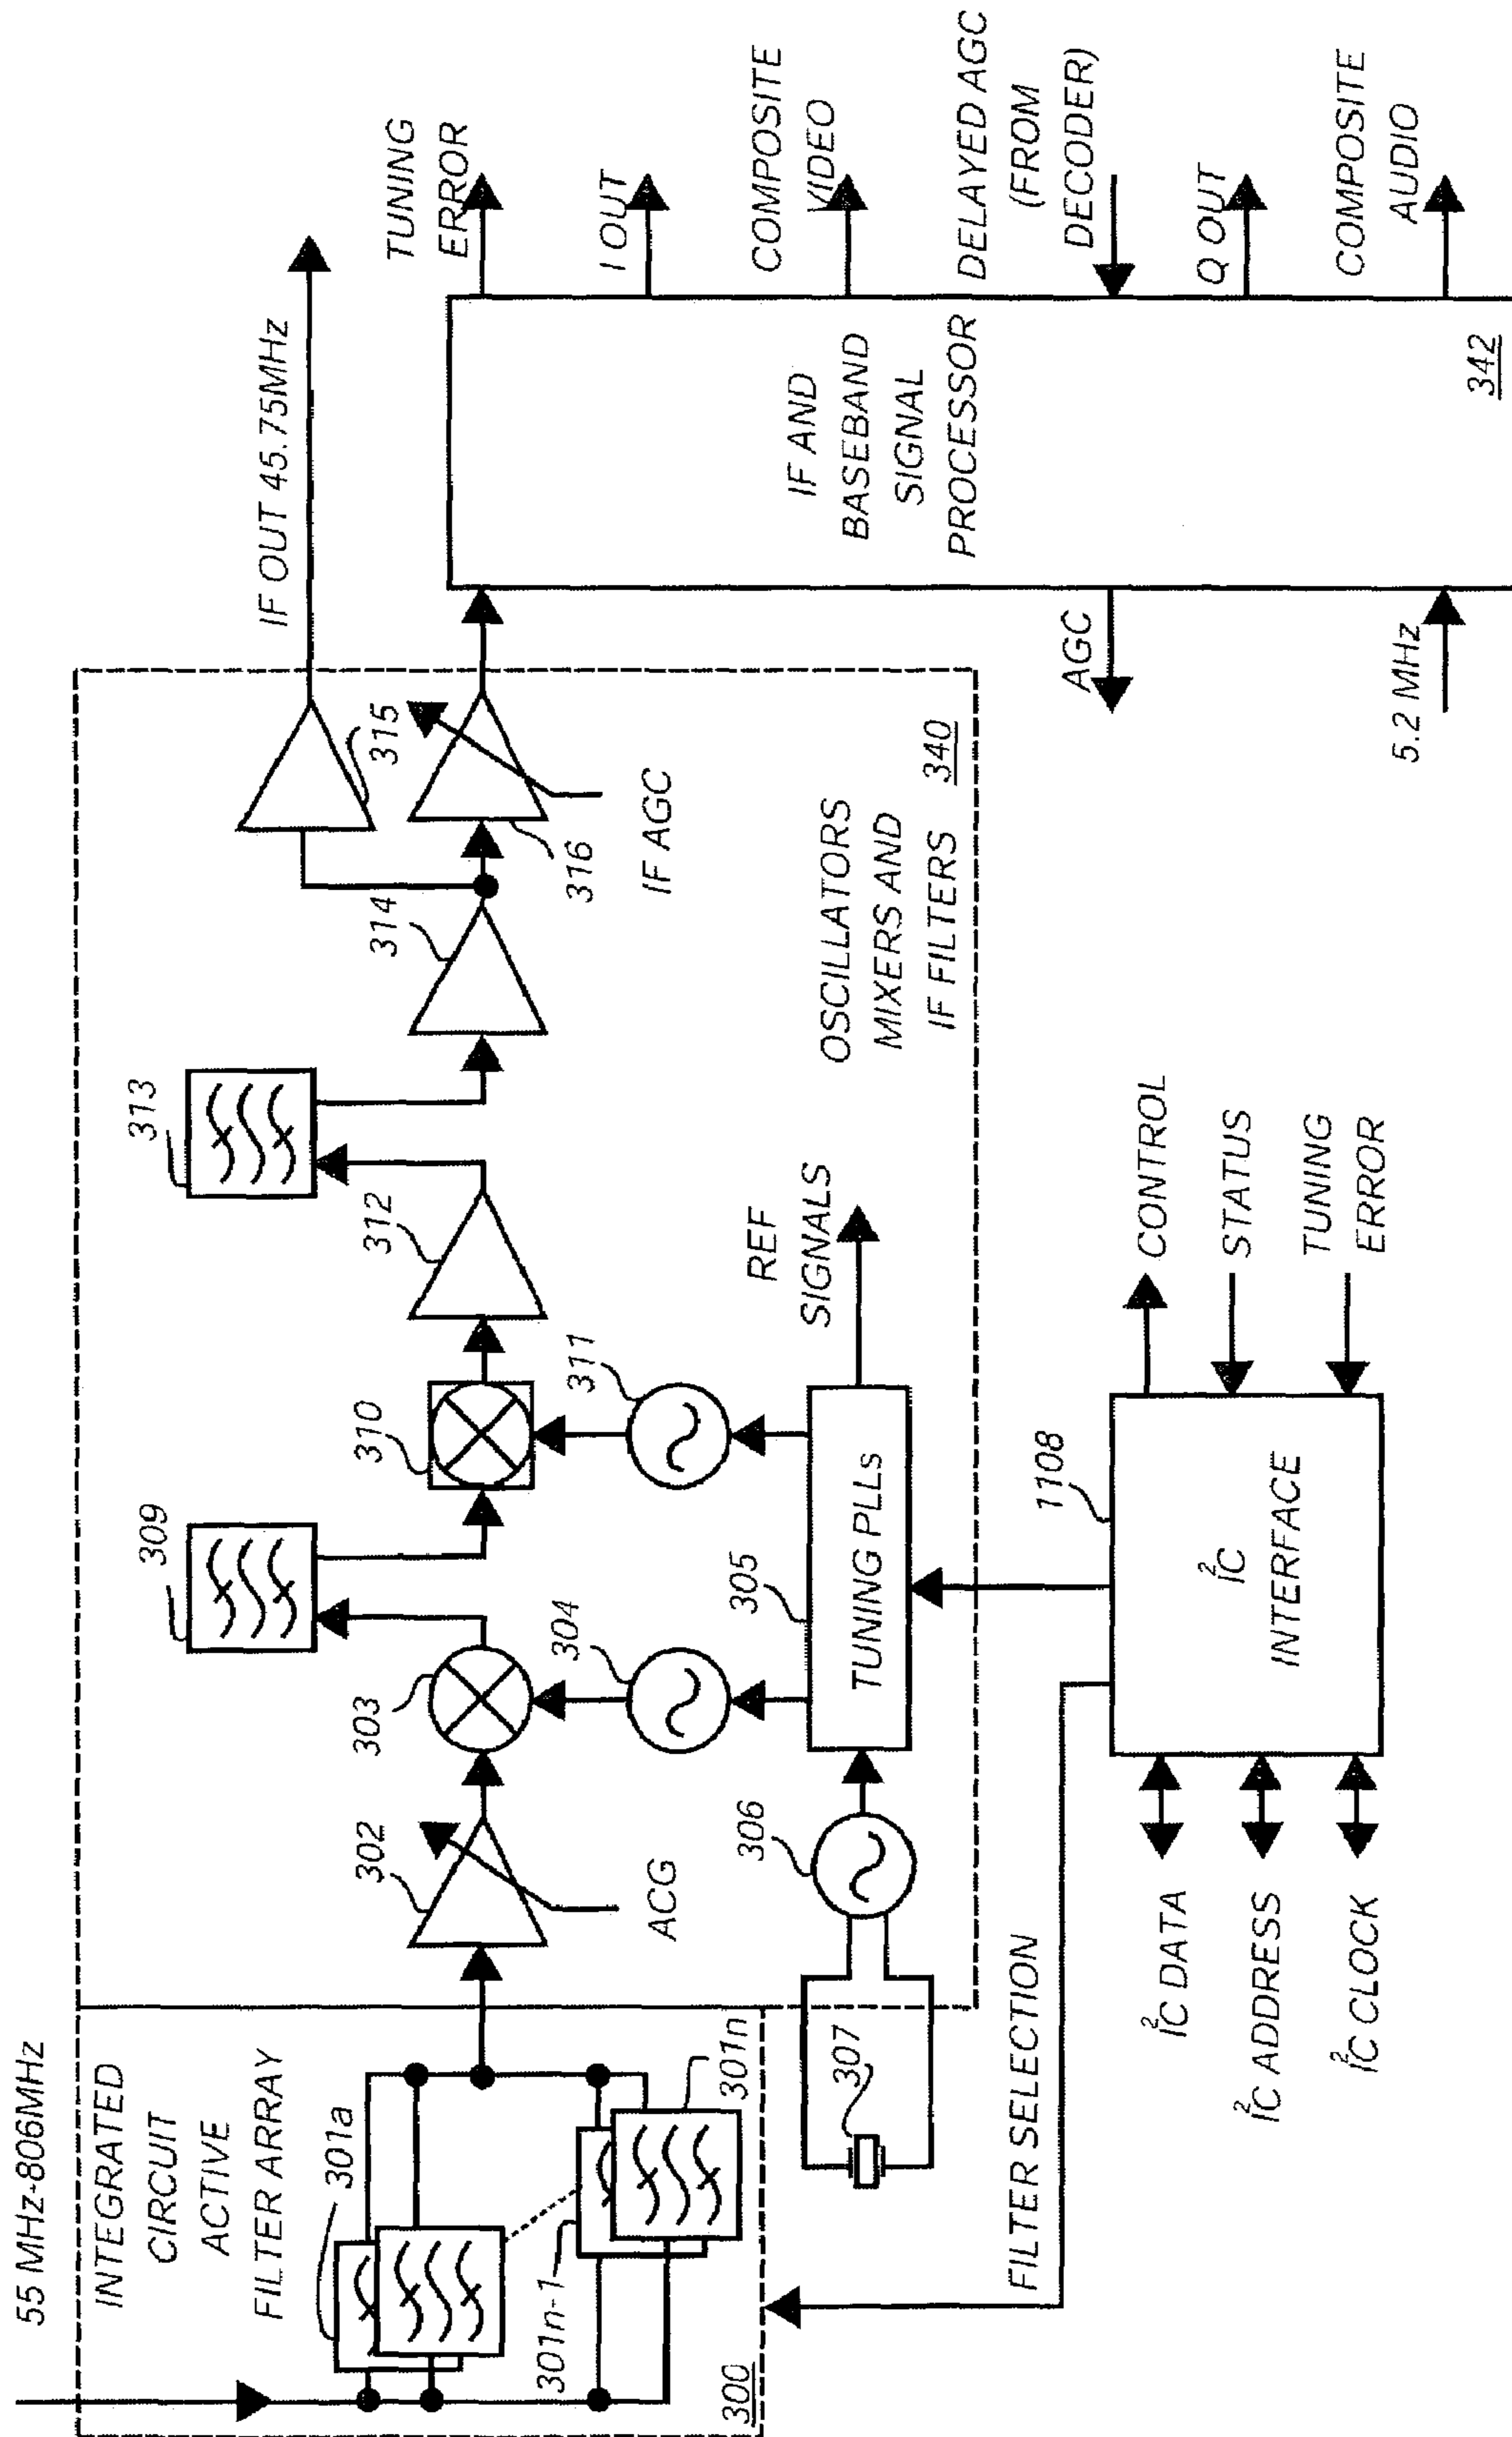 55 MHz-806MHz
INTEGRATED
CIRCUIT
ACTIVE
FILTER ARRAY
301a
301n-1
301n
300
302
ACG
303
304
305
TUNING PLLs
306
307
309
310
311
312
313
314
315
316
IF AGC
REF
SIGNALS
OSCILLATORS
MIXERS AND
IF FILTERS
340
IF OUT 45.75MHz
IF AND
BASEBAND
SIGNAL
PROCESSOR
342
TUNING
ERROR
I OUT
COMPOSITE
VIDEO
DELAYED AGC
(FROM
DECODER)
Q OUT
COMPOSITE
AUDIO
AGC
5.2 MHz
FILTER SELECTION
1108
I²C
INTERFACE
CONTROL
STATUS
TUNING
ERROR
I²C DATA
I²C ADDRESS
I²C CLOCK